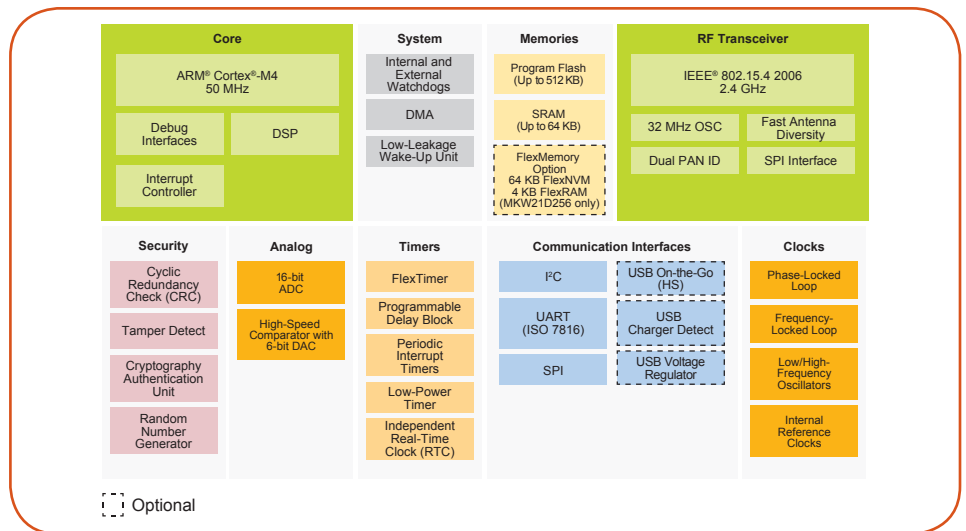 Core
ARM® Cortex®-M4
50 MHz
Debug
Interfaces
DSP
Interrupt
Controller
System
Internal and
External
Watchdogs
DMA
Low-Leakage
Wake-Up Unit
Memories
Program Flash
(Up to 512 KB)
SRAM
(Up to 64 KB)
FlexMemory
Option
64 KB FlexNVM
4 KB FlexRAM
(MKW21D256 only)
RF Transceiver
IEEE® 802.15.4 2006
2.4 GHz
32 MHz OSC
Fast Antenna
Diversity
Dual PAN ID
SPI Interface
Security
Cyclic
Redundancy
Check (CRC)
Tamper Detect
Cryptography
Authentication
Unit
Random
Number
Generator
Analog
16-bit
ADC
High-Speed
Comparator with
6-bit DAC
Timers
FlexTimer
Programmable
Delay Block
Periodic
Interrupt
Timers
Low-Power
Timer
Independent
Real-Time
Clock (RTC)
Communication Interfaces
I²C
USB On-the-Go
(HS)
UART
(ISO 7816)
USB
Charger Detect
SPI
USB Voltage
Regulator
Clocks
Phase-Locked
Loop
Frequency-
Locked Loop
Low/High-
Frequency
Oscillators
Internal
Reference
Clocks
Optional